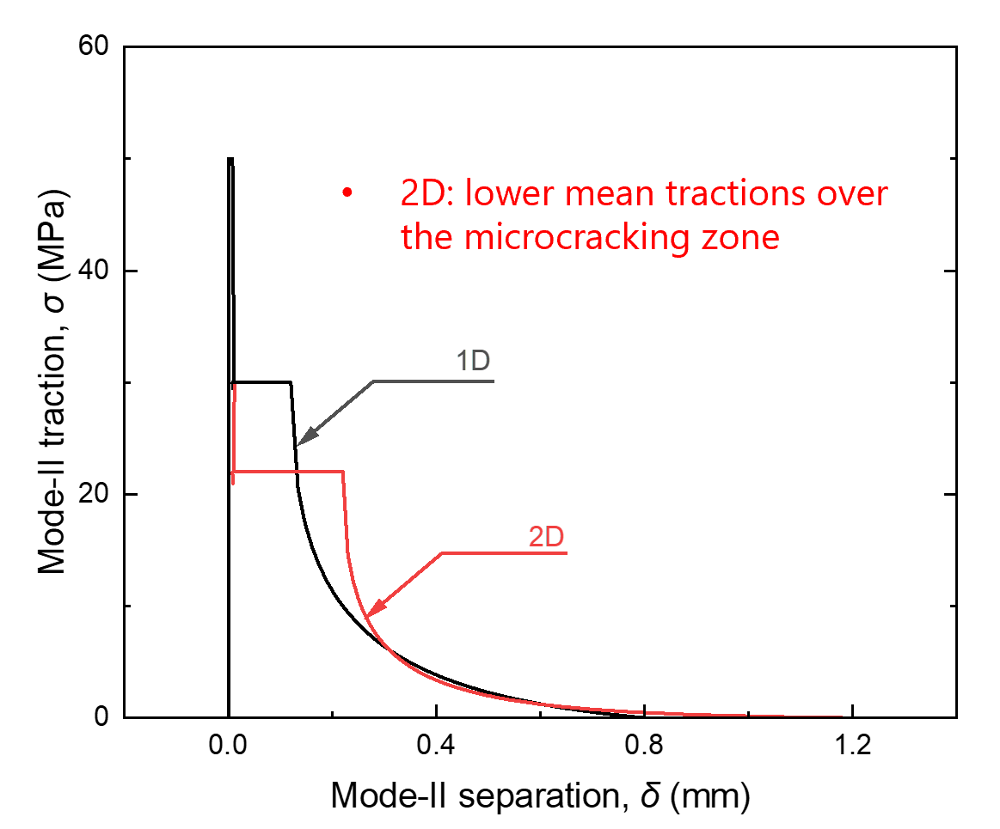 60
• 2D: lower mean tractions over
the microcracking zone
40
1D
20
2D
0
0.0 0.4 0.8 1.2
Mode-II separation, δ (mm)
Mode-II traction, σ (MPa)